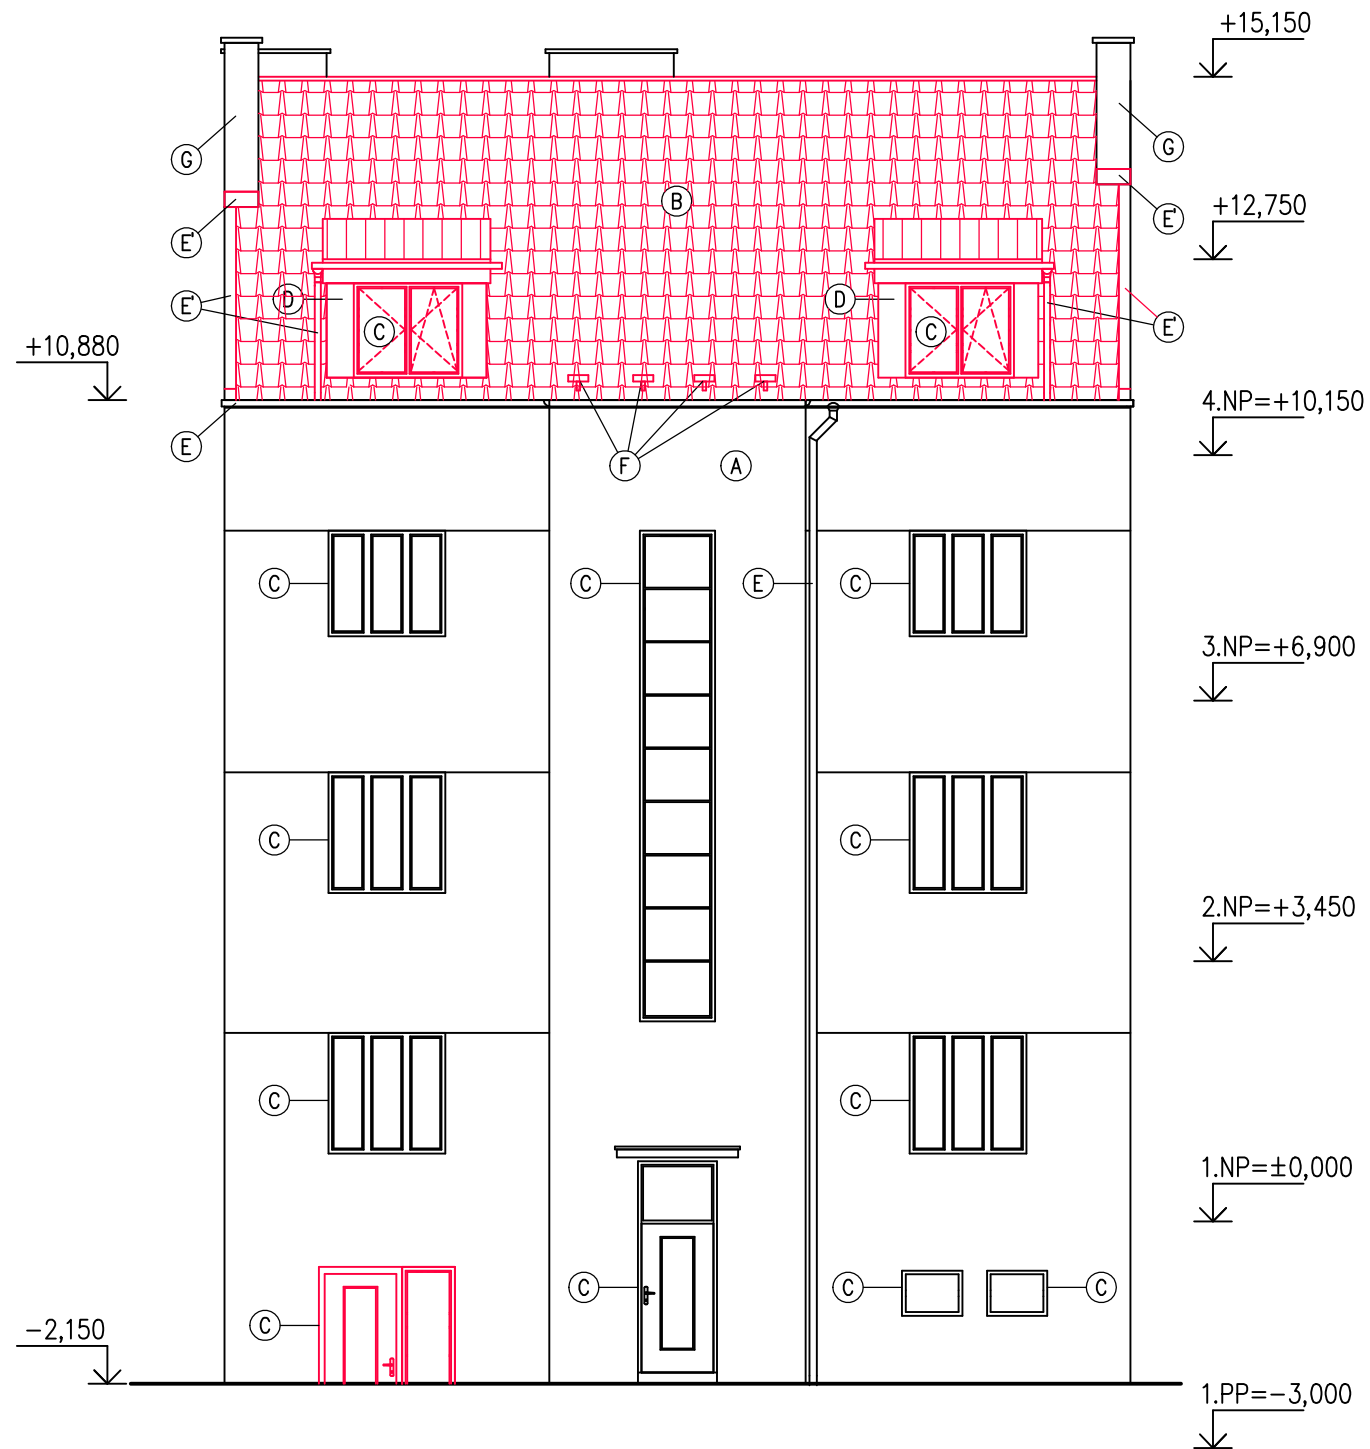 +15,150
G
G
B
E'
E'
+12,750
D
D
E'
C
C
E'
+10,880
4.NP=+10,150
E
F
A
C
C
E
C
3.NP=+6,900
C
C
2.NP=+3,450
C
C
1.NP=±0,000
C
C
C
C
C
-2,150
1.PP=-3,000